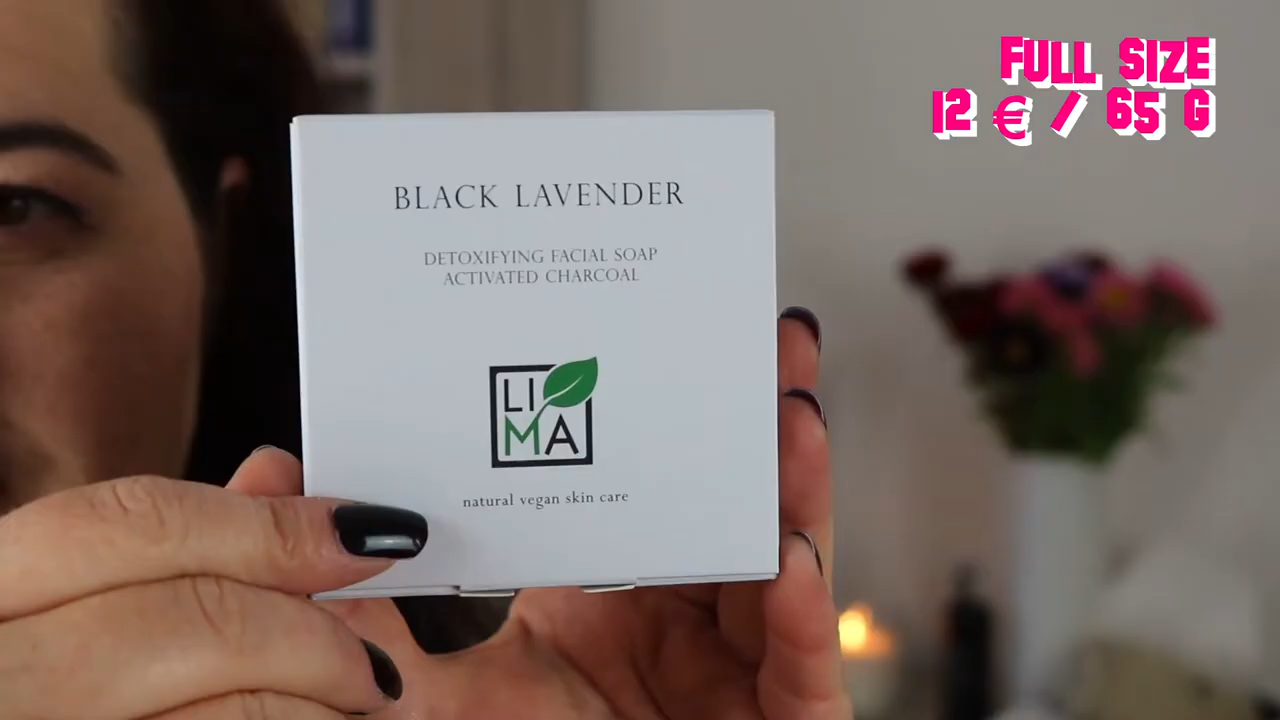 FULL SIZE
12 € / 65 G
BLACK LAVENDER
DETOXIFYING FACIAL SOAP
ACTIVATED CHARCOAL
LI
MA
natural vegan skin care